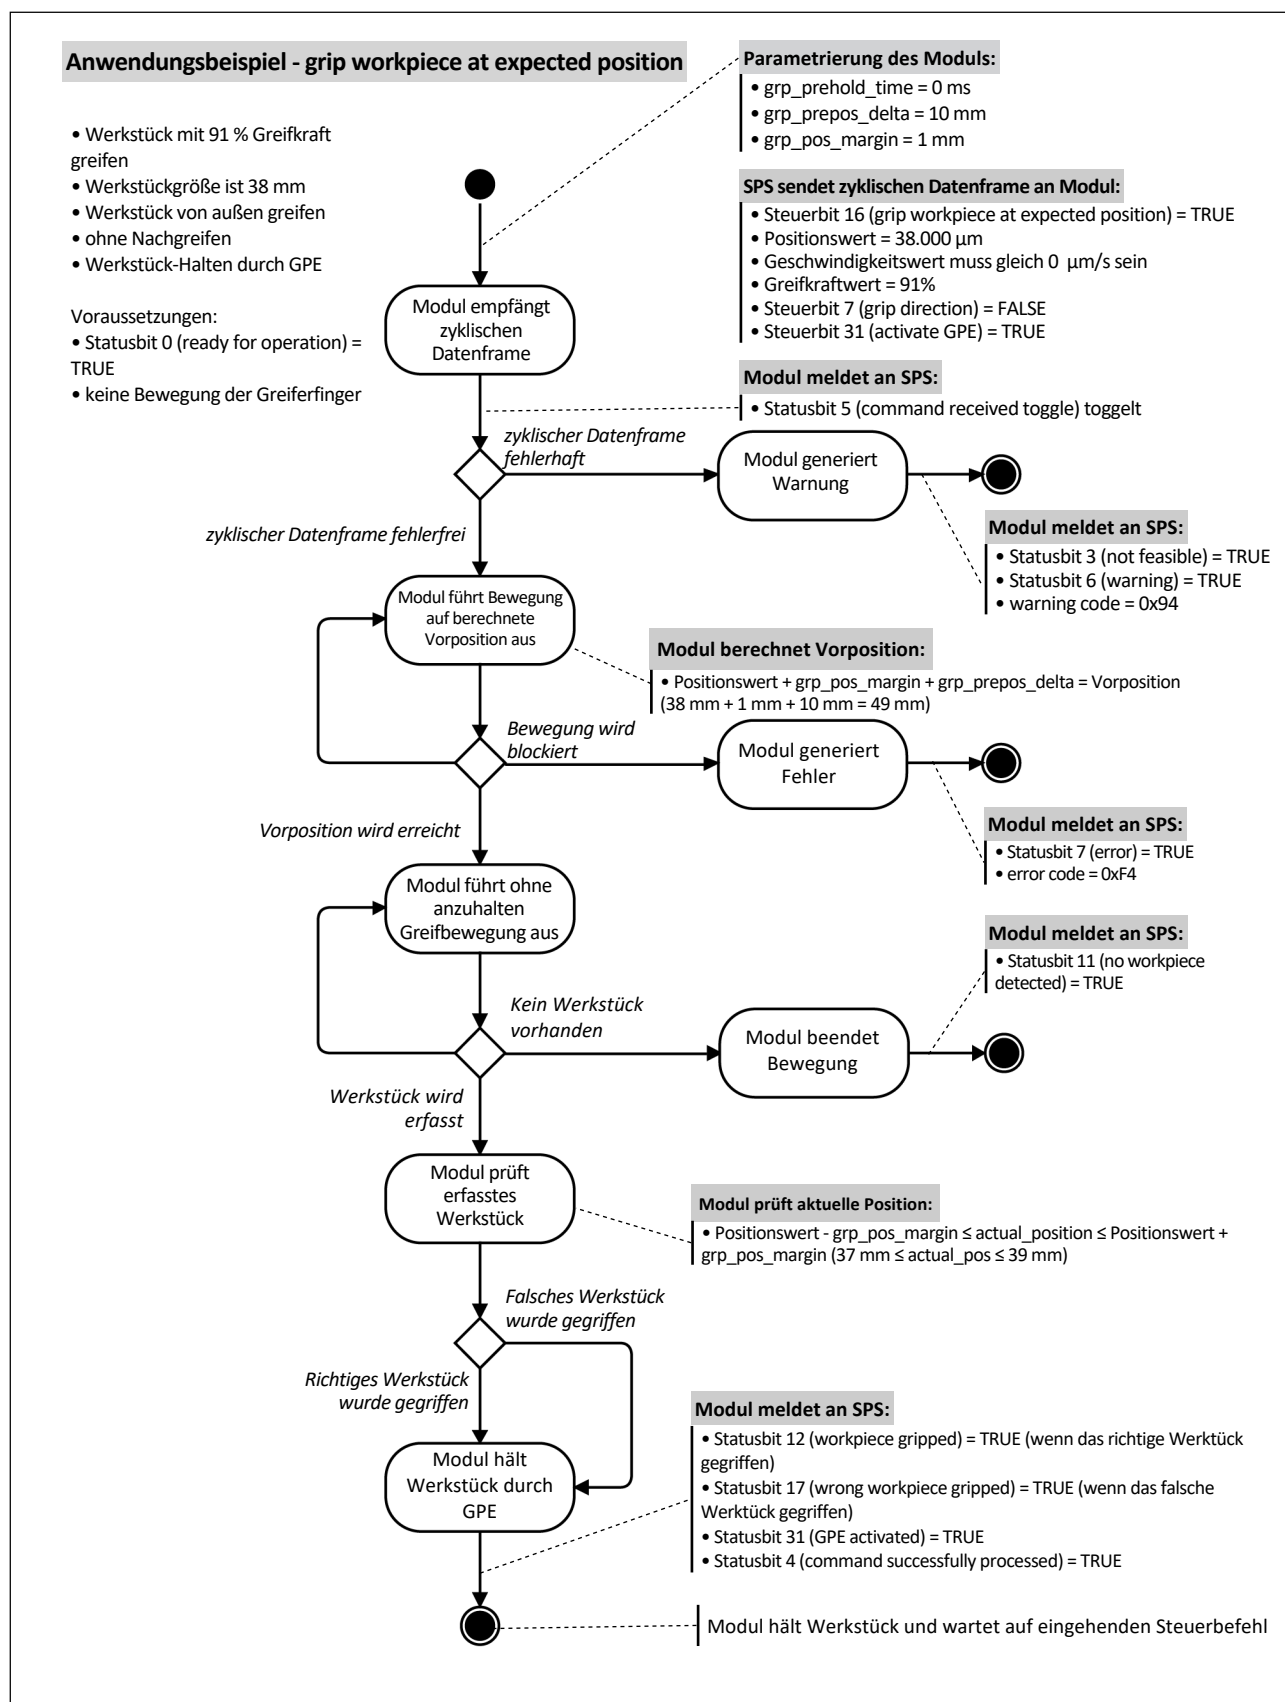 Anwendungsbeispiel - grip workpiece at expected position
• Werkstück mit 91 % Greifkraft
greifen
• Werkstückgröße ist 38 mm
• Werkstück von außen greifen
• ohne Nachgreifen
• Werkstück-Halten durch GPE
Voraussetzungen:
• Statusbit 0 (ready for operation) =
TRUE
• keine Bewegung der Greiferfinger
Parametrierung des Moduls:
• grp_prehold_time = 0 ms
• grp_prepos_delta = 10 mm
• grp_pos_margin = 1 mm
SPS sendet zyklischen Datenframe an Modul:
• Steuerbit 16 (grip workpiece at expected position) = TRUE
• Positionswert = 38.000 µm
• Geschwindigkeitswert muss gleich 0 µm/s sein
• Greifkraftwert = 91%
• Steuerbit 7 (grip direction) = FALSE
• Steuerbit 31 (activate GPE) = TRUE
Modul empfängt
zyklischen
Datenframe
Modul meldet an SPS:
• Statusbit 5 (command received toggle) toggelt
zyklischer Datenframe
fehlerhaft
Modul generiert
Warnung
Modul meldet an SPS:
• Statusbit 3 (not feasible) = TRUE
• Statusbit 6 (warning) = TRUE
• warning code = 0x94
zyklischer Datenframe fehlerfrei
Modul führt Bewegung
auf berechnete
Vorposition aus
Modul berechnet Vorposition:
• Positionswert + grp_pos_margin + grp_prepos_delta = Vorposition
(38 mm + 1 mm + 10 mm = 49 mm)
Bewegung wird
blockiert
Modul generiert
Fehler
Modul meldet an SPS:
• Statusbit 7 (error) = TRUE
• error code = 0xF4
Vorposition wird erreicht
Modul führt ohne
anzuhalten
Greifbewegung aus
Modul meldet an SPS:
• Statusbit 11 (no workpiece
detected) = TRUE
Kein Werkstück
vorhanden
Modul beendet
Bewegung
Werkstück wird
erfasst
Modul prüft
erfasstes
Werkstück
Modul prüft aktuelle Position:
• Positionswert - grp_pos_margin ≤ actual_position ≤ Positionswert +
grp_pos_margin (37 mm ≤ actual_pos ≤ 39 mm)
Falsches Werkstück
wurde gegriffen
Richtiges Werkstück
wurde gegriffen
Modul hält
Werkstück durch
GPE
Modul meldet an SPS:
• Statusbit 12 (workpiece gripped) = TRUE (wenn das richtige Werktück
gegriffen)
• Statusbit 17 (wrong workpiece gripped) = TRUE (wenn das falsche
Werktück gegriffen)
• Statusbit 31 (GPE activated) = TRUE
• Statusbit 4 (command successfully processed) = TRUE
Modul hält Werkstück und wartet auf eingehenden Steuerbefehl